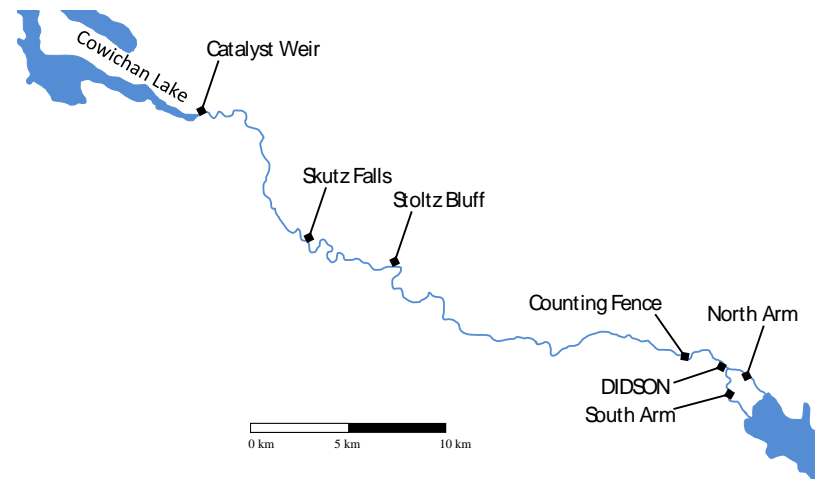 Cowichan Lake
Catalyst Weir
Skutz Falls
Stoltz Bluff
Counting Fence
North Arm
DIDSON
South Arm
0 km 5 km 10 km